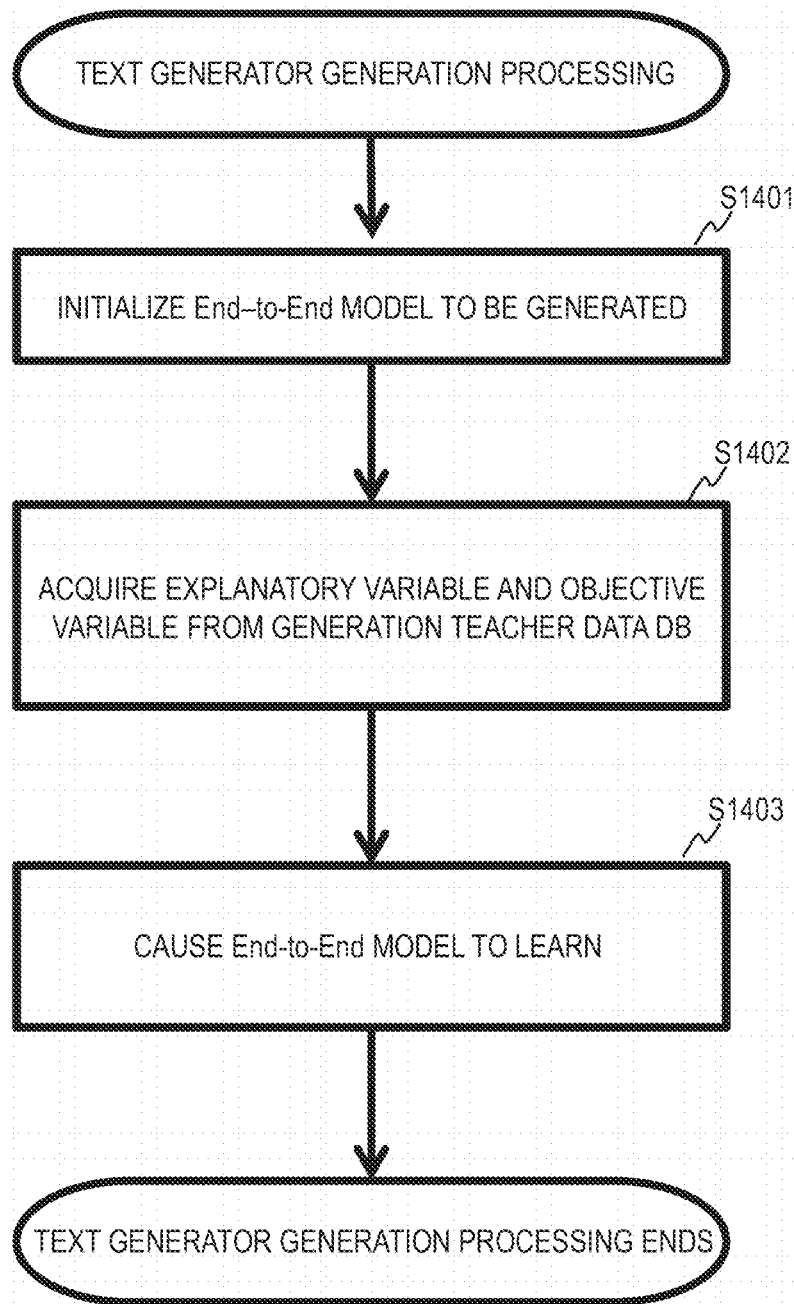 TEXT GENERATOR GENERATION PROCESSING
S1401
INITIALIZE End–to-End MODEL TO BE GENERATED
S1402
ACQUIRE EXPLANATORY VARIABLE AND OBJECTIVE
VARIABLE FROM GENERATION TEACHER DATA DB
S1403
CAUSE End-to-End MODEL TO LEARN
TEXT GENERATOR GENERATION PROCESSING ENDS